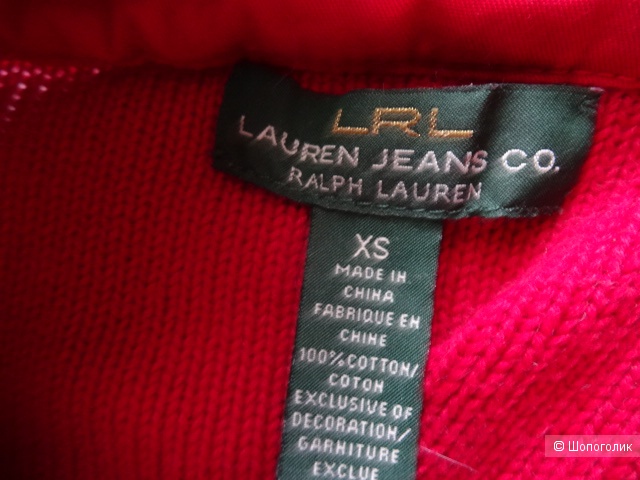 LRL
LAUREN JEANS CO.
RALPH LAUREN
XS
MADE IN
CHINA
FABRIQUE EN
CHINE
100% COTTON/
COTON
EXCLUSIVE OF
DECORATION/
GARNITURE
EXCLUE
© Шопоголик